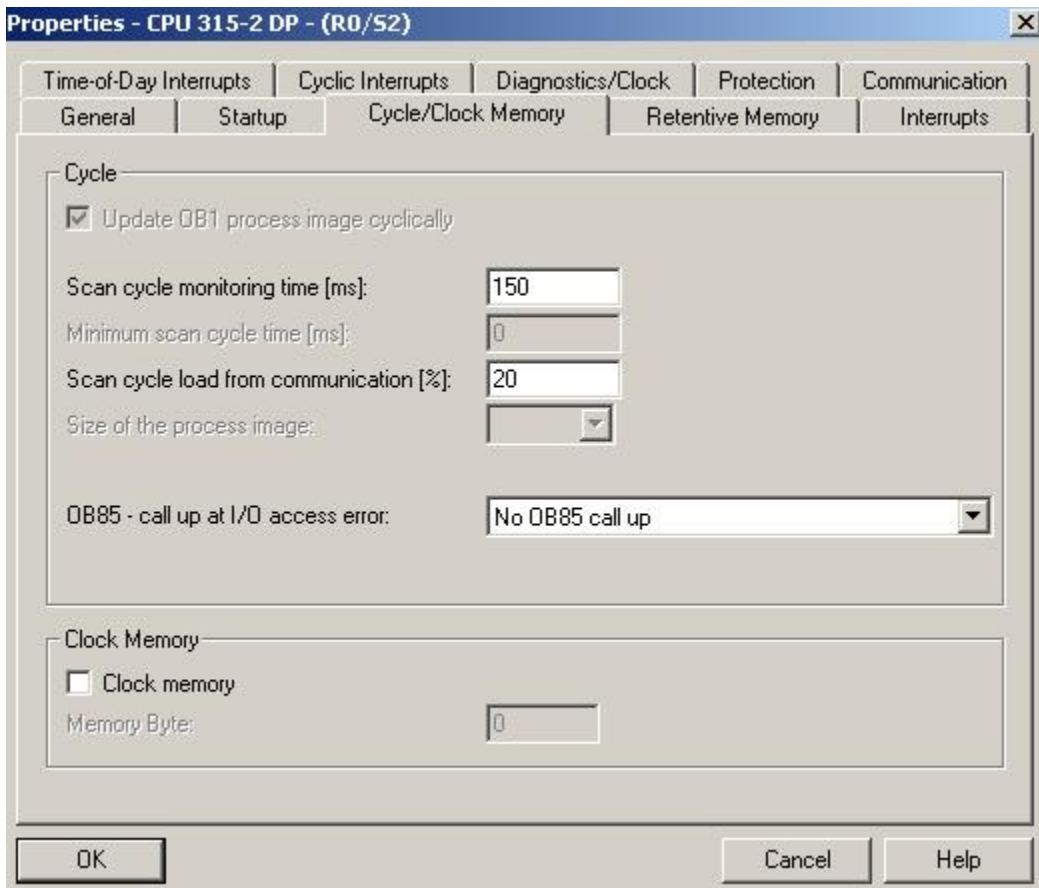 Properties - CPU 315-2 DP - (R0/S2)
Time-of-Day Interrupts Cyclic Interrupts Diagnostics/Clock Protection Communication
General Startup Cycle/Clock Memory Retentive Memory Interrupts
Cycle
Update OB1 process image cyclically
Scan cycle monitoring time [ms]: 150
Minimum scan cycle time [ms]: 0
Scan cycle load from communication [%]: 20
Size of the process image:
OB85 - call up at I/O access error: No OB85 call up
Clock Memory
Clock memory
Memory Byte: 0
OK Cancel Help